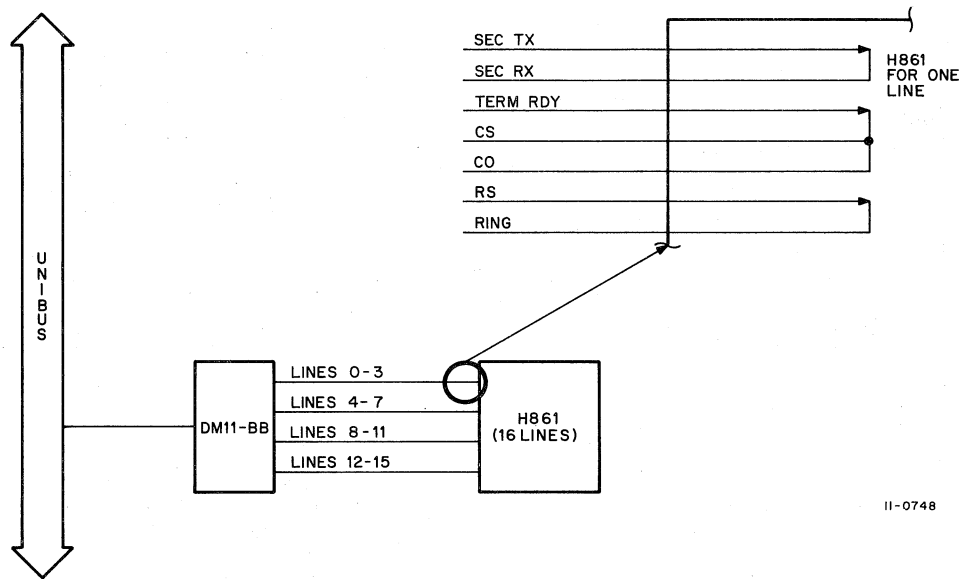 SEC TX
SEC RX
TERM RDY
CS
CO
RS
RING
H861
FOR ONE
LINE
UNIBUS
DM11-BB
LINES 0-3
LINES 4-7
LINES 8-11
LINES 12-15
H861
(16 LINES)
11-0748